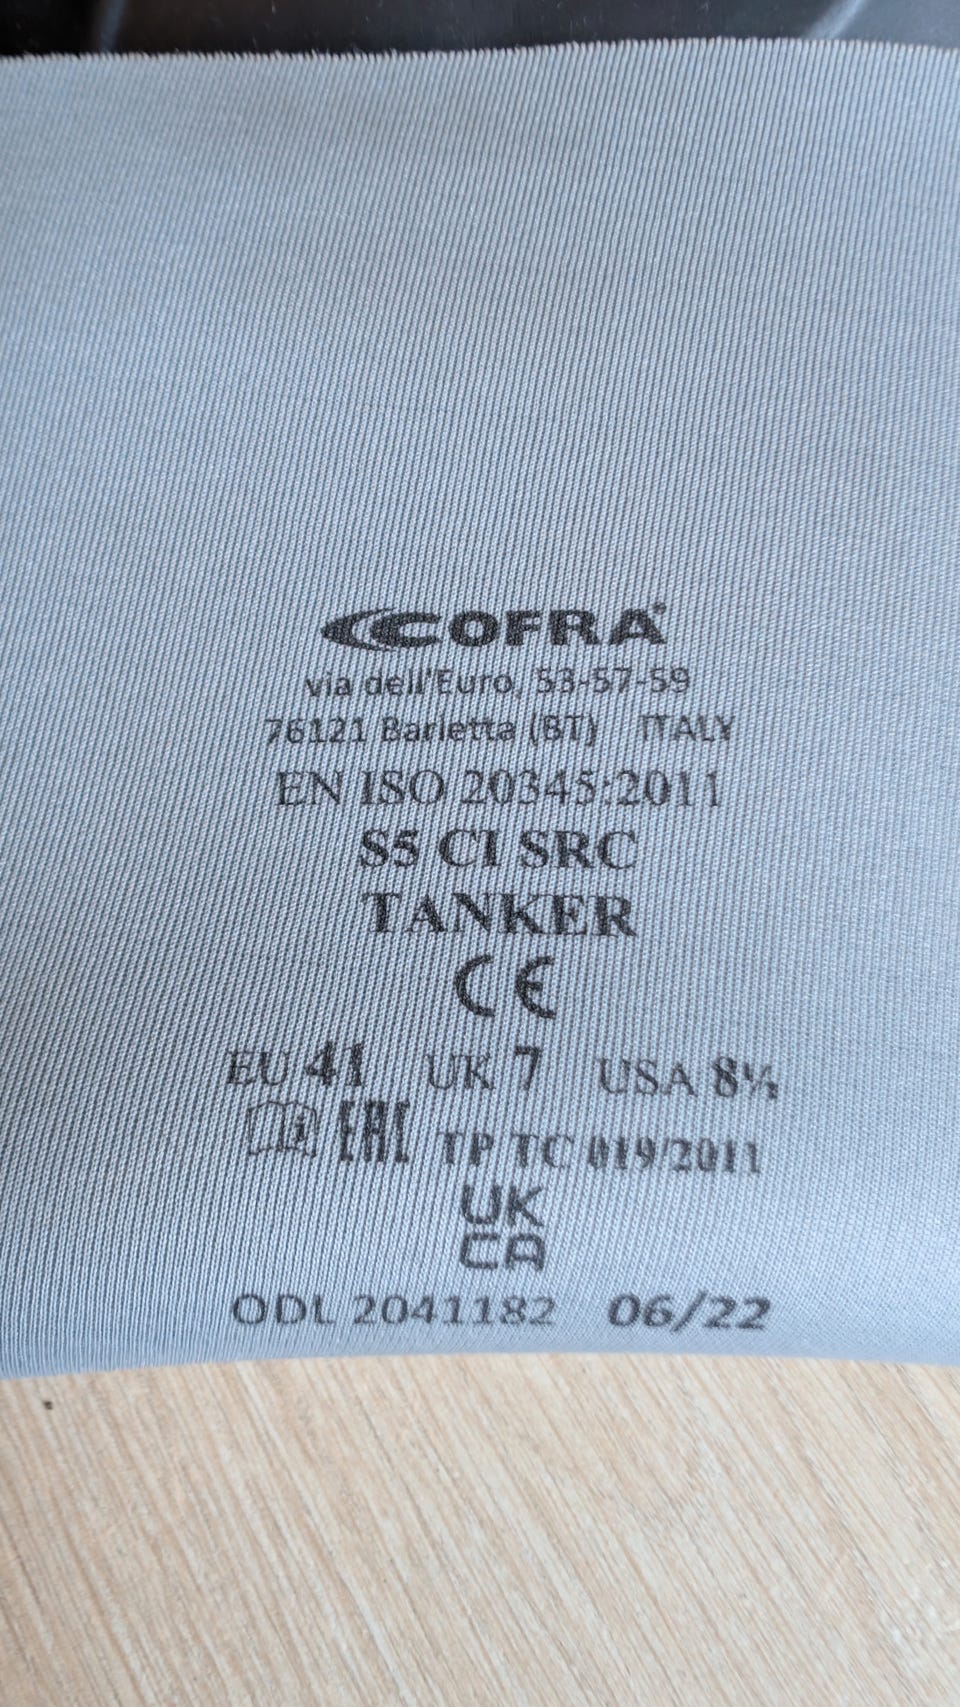 COFRA®
via dell'Euro, 53-57-59
76121 Barletta (BT) ITALY
EN ISO 20345:2011
S5 CI SRC
TANKER
CE
EU 41 UK 7 USA 8½
i EAC TP TC 019/2011
UK
CA
ODL 2041182 06/22